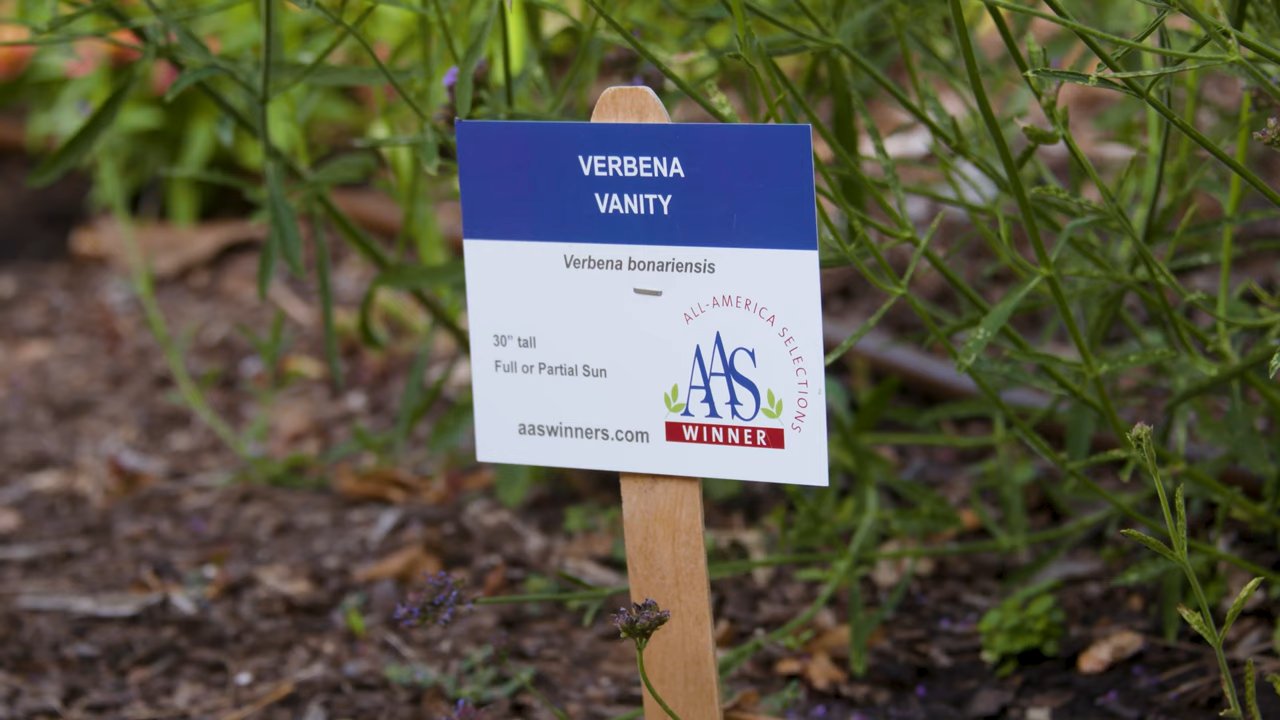 VERBENA
VANITY
Verbena bonariensis
ALL-AMERICA SELECTIONS
30” tall
Full or Partial Sun
AAS
WINNER
aaswinners.com